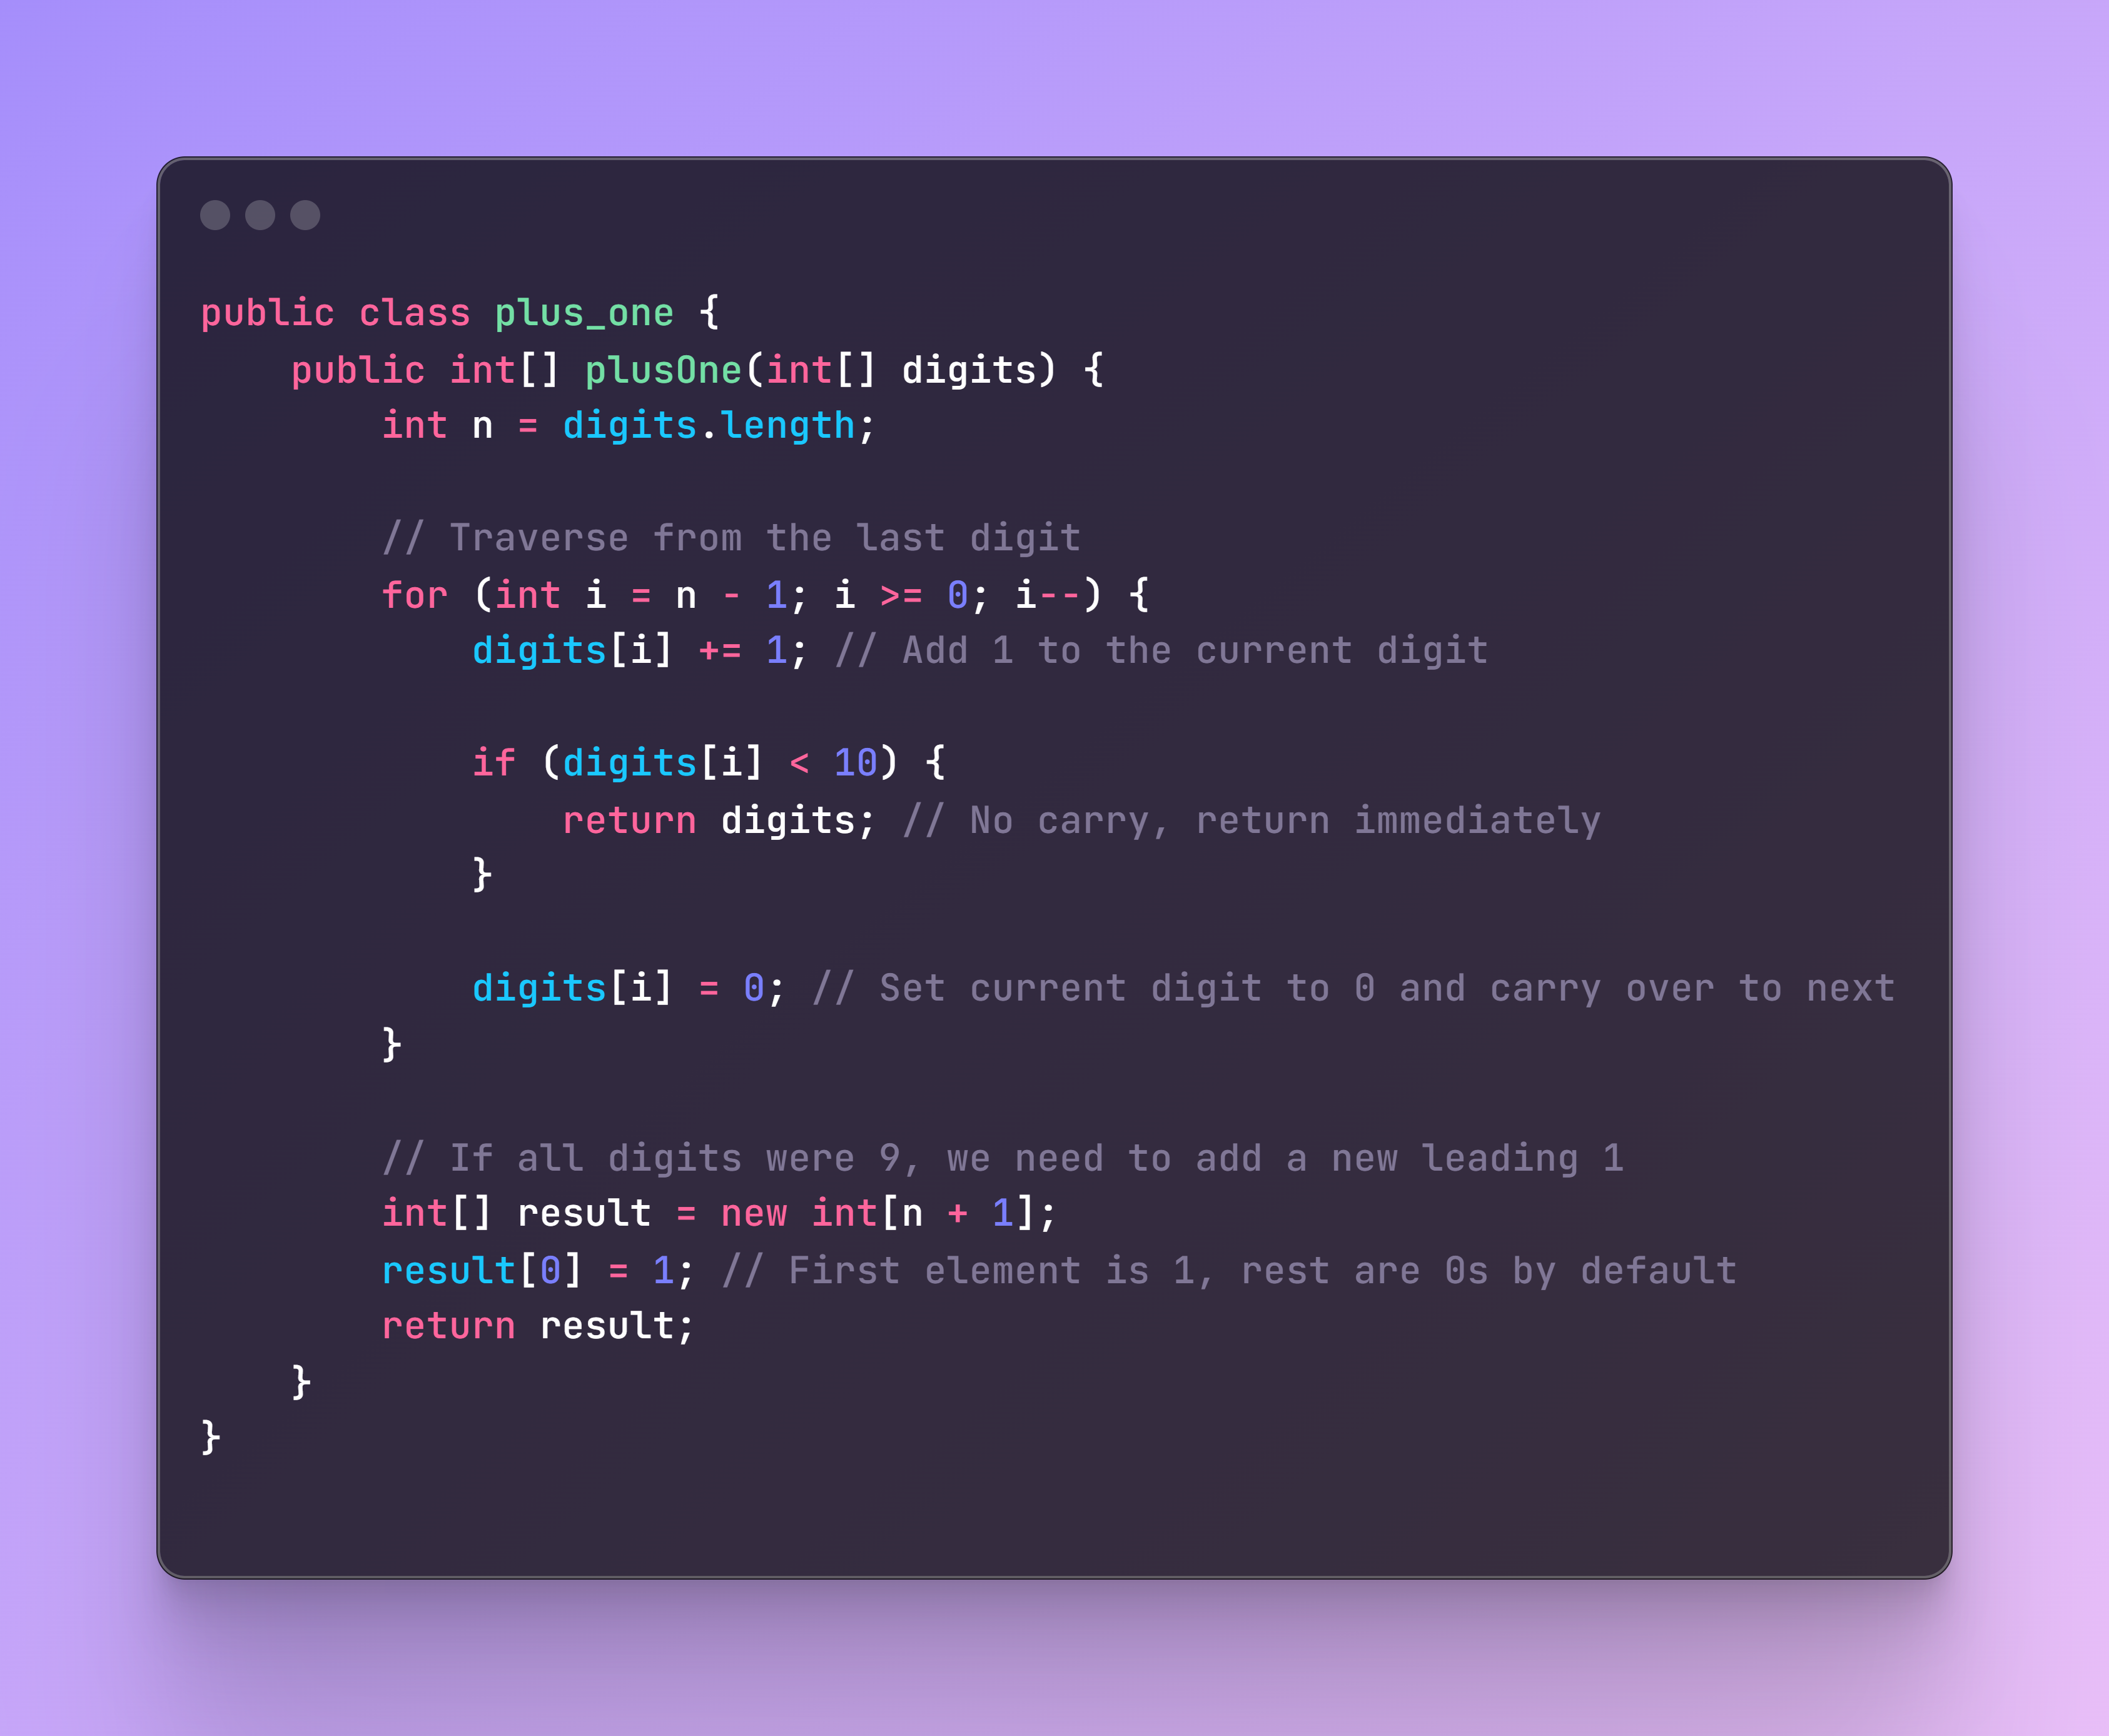 public class plus_one {
    public int[] plusOne(int[] digits) {
        int n = digits.length;

        // Traverse from the last digit
        for (int i = n - 1; i >= 0; i--) {
            digits[i] += 1; // Add 1 to the current digit

            if (digits[i] < 10) {
                return digits; // No carry, return immediately
            }

            digits[i] = 0; // Set current digit to 0 and carry over to next
        }

        // If all digits were 9, we need to add a new leading 1
        int[] result = new int[n + 1];
        result[0] = 1; // First element is 1, rest are 0s by default
        return result;
    }
}